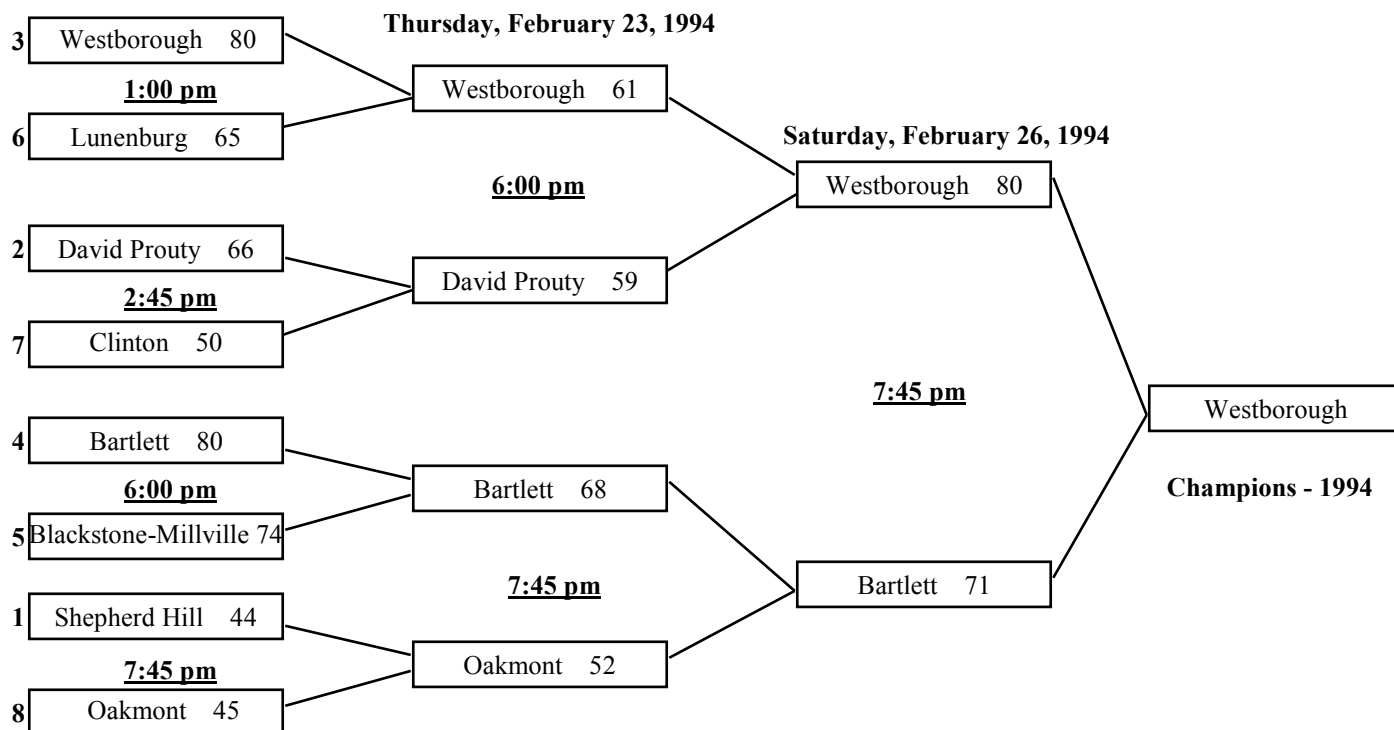 Thursday, February 23, 1994
3 Westborough 80
1:00 pm
6 Lunenburg 65
2 David Prouty 66
2:45 pm
7 Clinton 50
4 Bartlett 80
6:00 pm
5 Blackstone-Millville 74
1 Shepherd Hill 44
7:45 pm
8 Oakmont 45
Westborough 61
6:00 pm
David Prouty 59
Bartlett 68
7:45 pm
Oakmont 52
Saturday, February 26, 1994
Westborough 80
7:45 pm
Bartlett 71
Westborough
Champions - 1994